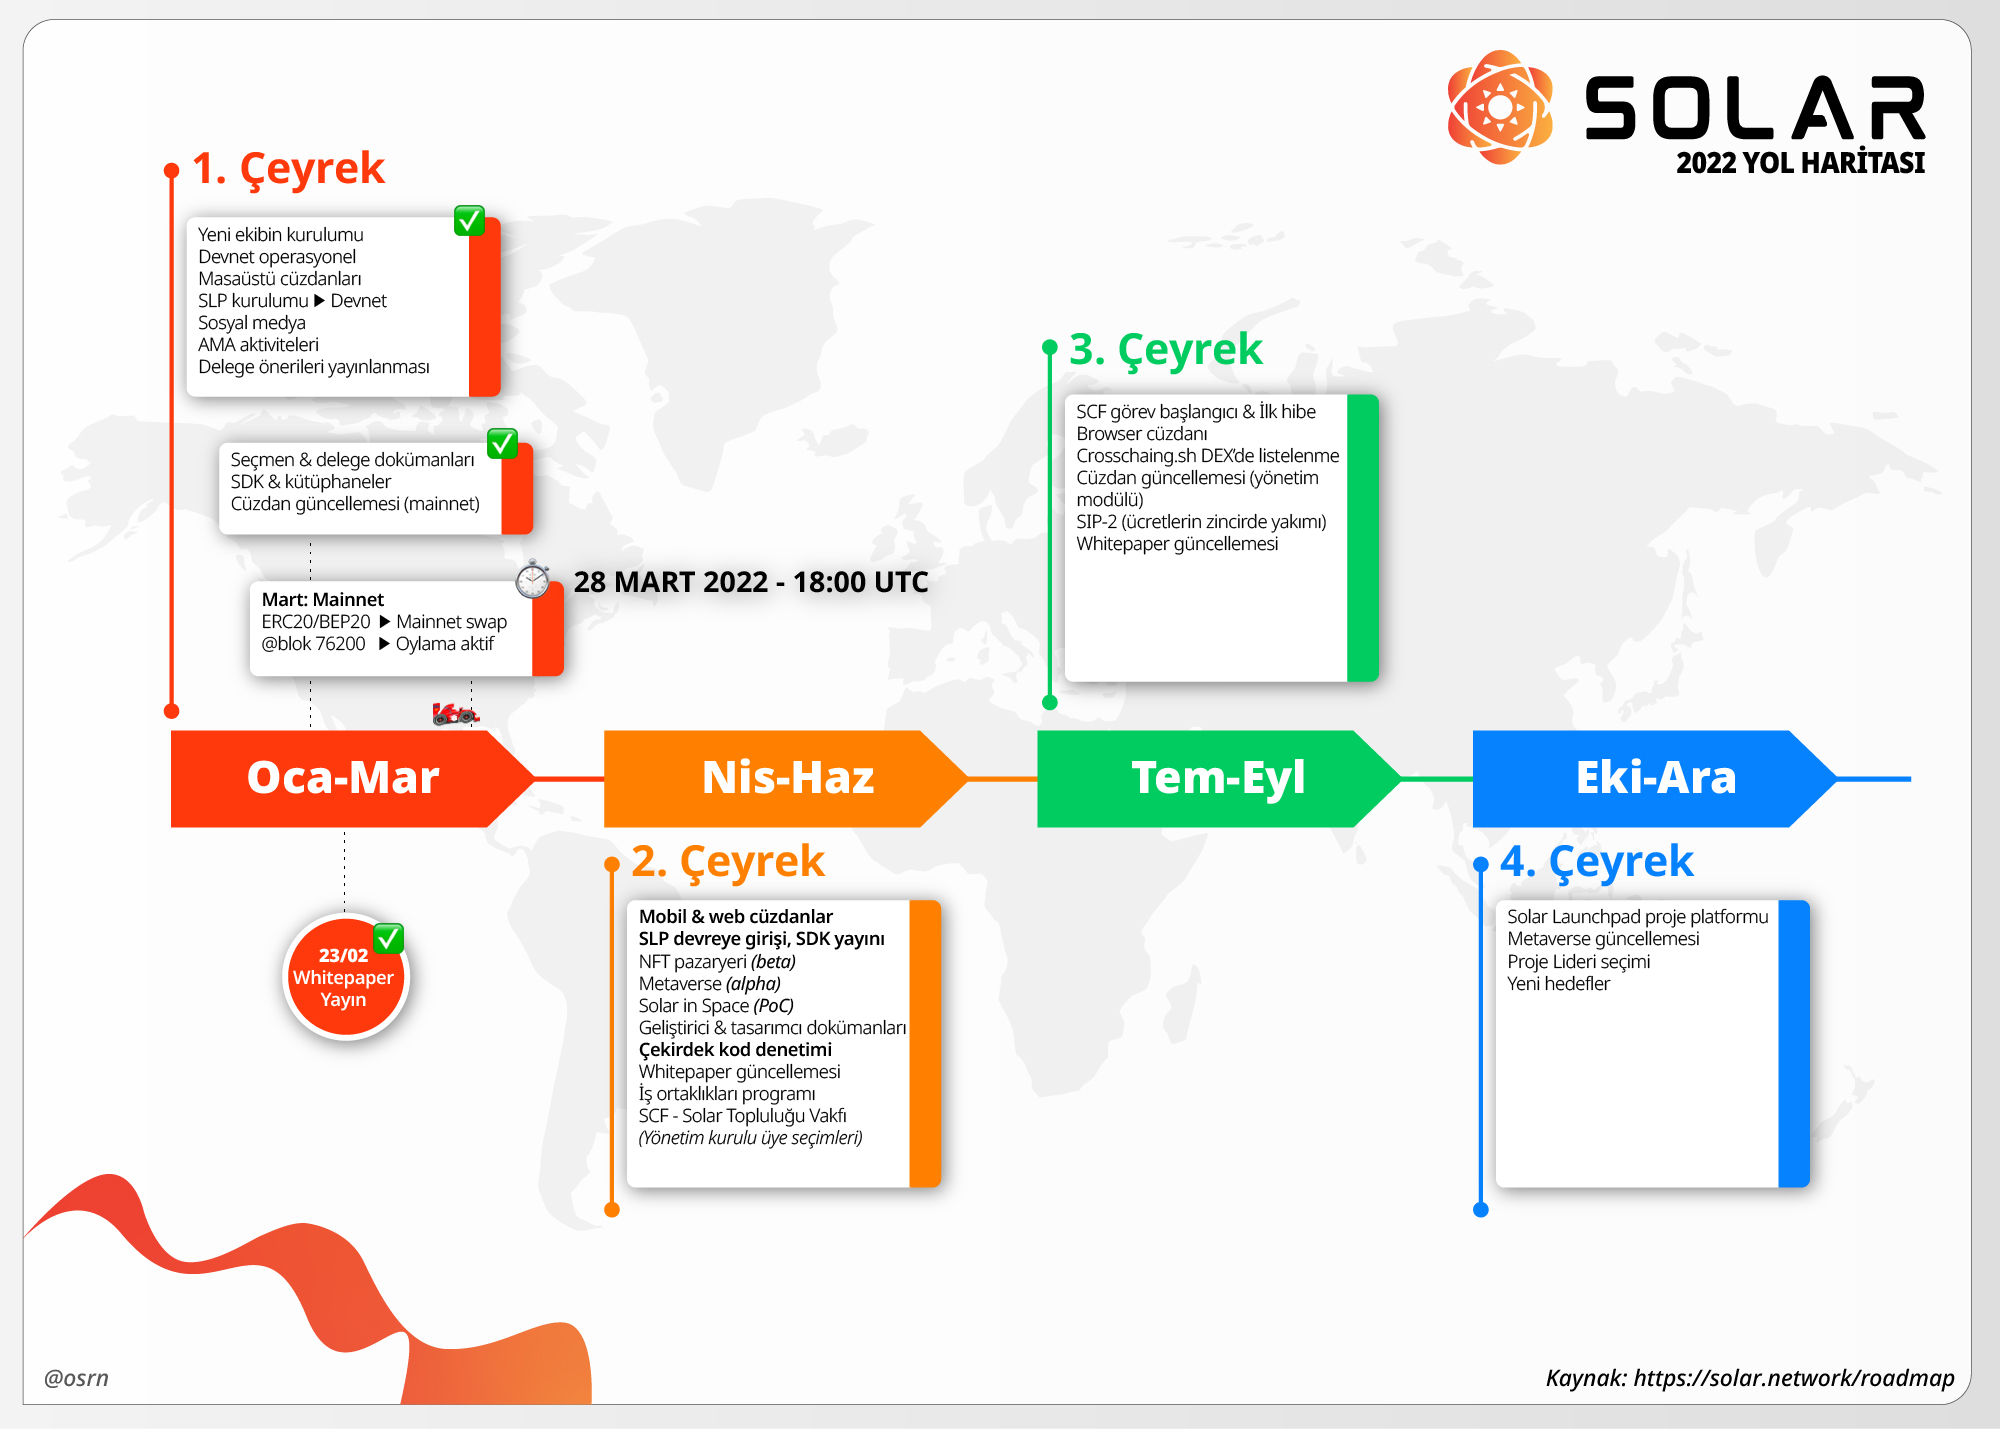 SOLAR
2022 YOL HARİTASI
1. Çeyrek
Yeni ekibin kurulumu
Devnet operasyonel
Masaüstü cüzdanları
SLP kurulumu ▶ Devnet
Sosyal medya
AMA aktiviteleri
Delege önerileri yayınlanması
Seçmen & delege dokümanları
SDK & kütüphaneler
Cüzdan güncellemesi (mainnet)
28 MART 2022 - 18:00 UTC
Mart: Mainnet
ERC20/BEP20 ▶ Mainnet swap
@blok 76200 ▶ Oylama aktif
3. Çeyrek
SCF görev başlangıcı & İlk hibe
Browser cüzdanı
Crosschaing.sh DEX'de listelenme
Cüzdan güncellemesi (yönetim
modülü)
SIP-2 (ücretlerin zincirde yakımı)
Whitepaper güncellemesi
Oca-Mar
Nis-Haz
Tem-Eyl
Eki-Ara
23/02
Whitepaper
Yayın
2. Çeyrek
Mobil & web cüzdanlar
SLP devreye girişi, SDK yayını
NFT pazaryeri (beta)
Metaverse (alpha)
Solar in Space (PoC)
Geliştirici & tasarımcı dokümanları
Çekirdek kod denetimi
Whitepaper güncellemesi
İş ortaklıkları programı
SCF - Solar Topluluğu Vakfı
(Yönetim kurulu üye seçimleri)
4. Çeyrek
Solar Launchpad proje platformu
Metaverse güncellemesi
Proje Lideri seçimi
Yeni hedefler
@osrn
Kaynak: https://solar.network/roadmap